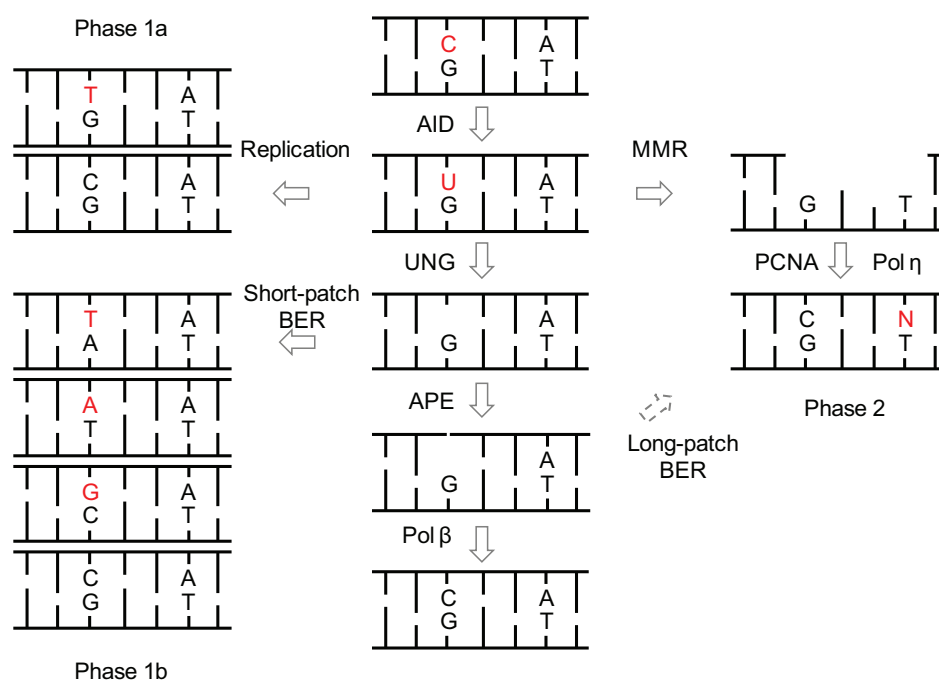 Phase 1a
T A
G T
C A
G T
Replication
C A
G T
AID
U A
G T
MMR
G T
UNG
PCNA Pol η
Short-patch
BER
T A
A T
A A
T T
G A
C T
C A
G T
Phase 1b
A
G T
APE
A
G T
Pol β
C A
G T
Long-patch
BER
C N
G T
Phase 2